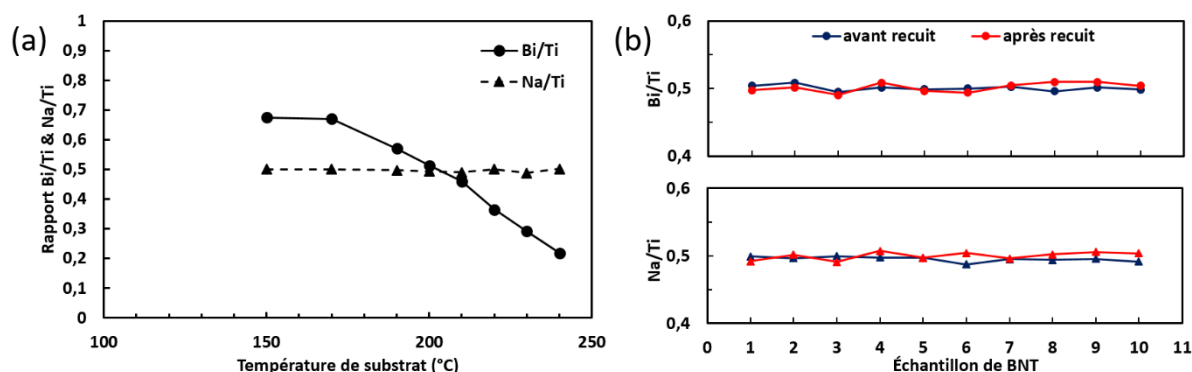 (a)
Rapport Bi/Ti & Na/Ti
1
0,9
0,8
0,7
0,6
0,5
0,4
0,3
0,2
0,1
0
Bi/Ti
Na/Ti
100
150
200
250
Température de substrat (°C)
(b)
avant recuit
après recuit
Bi/Ti
0,6
0,5
0,4
Na/Ti
0,6
0,5
0,4
0 1 2 3 4 5 6 7 8 9 10 11
Échantillon de BNT